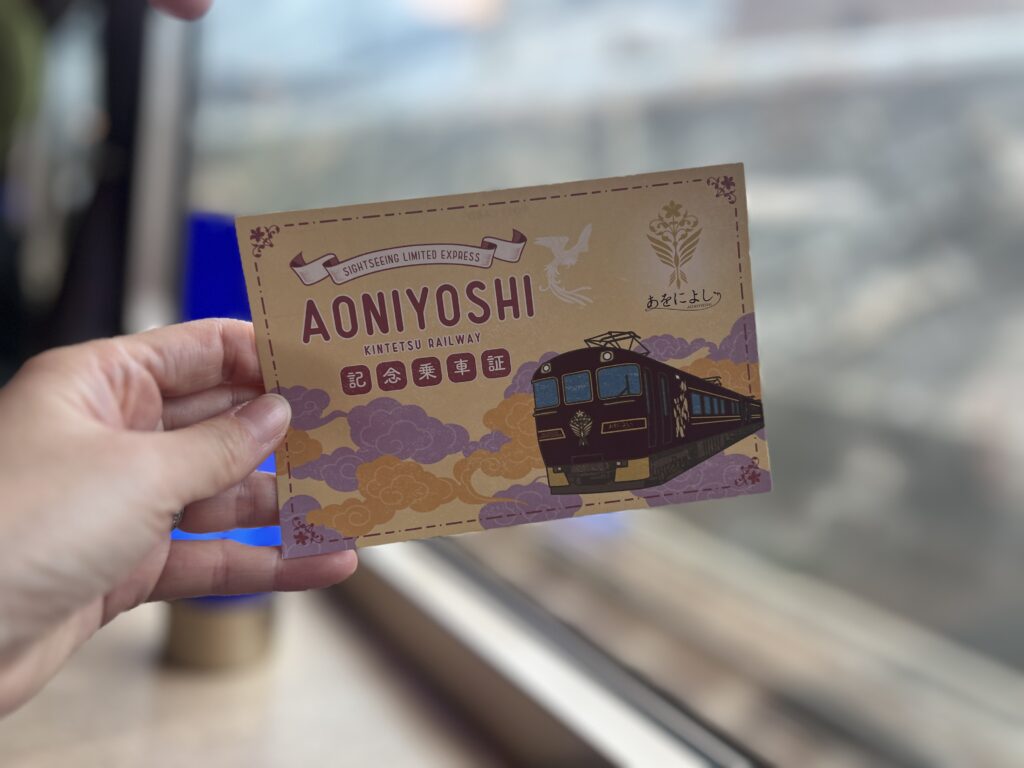 SIGHTSEEING LIMITED EXPRESS
AONIYOSHI
KINTETSU RAILWAY
記念乗車証
あをによし